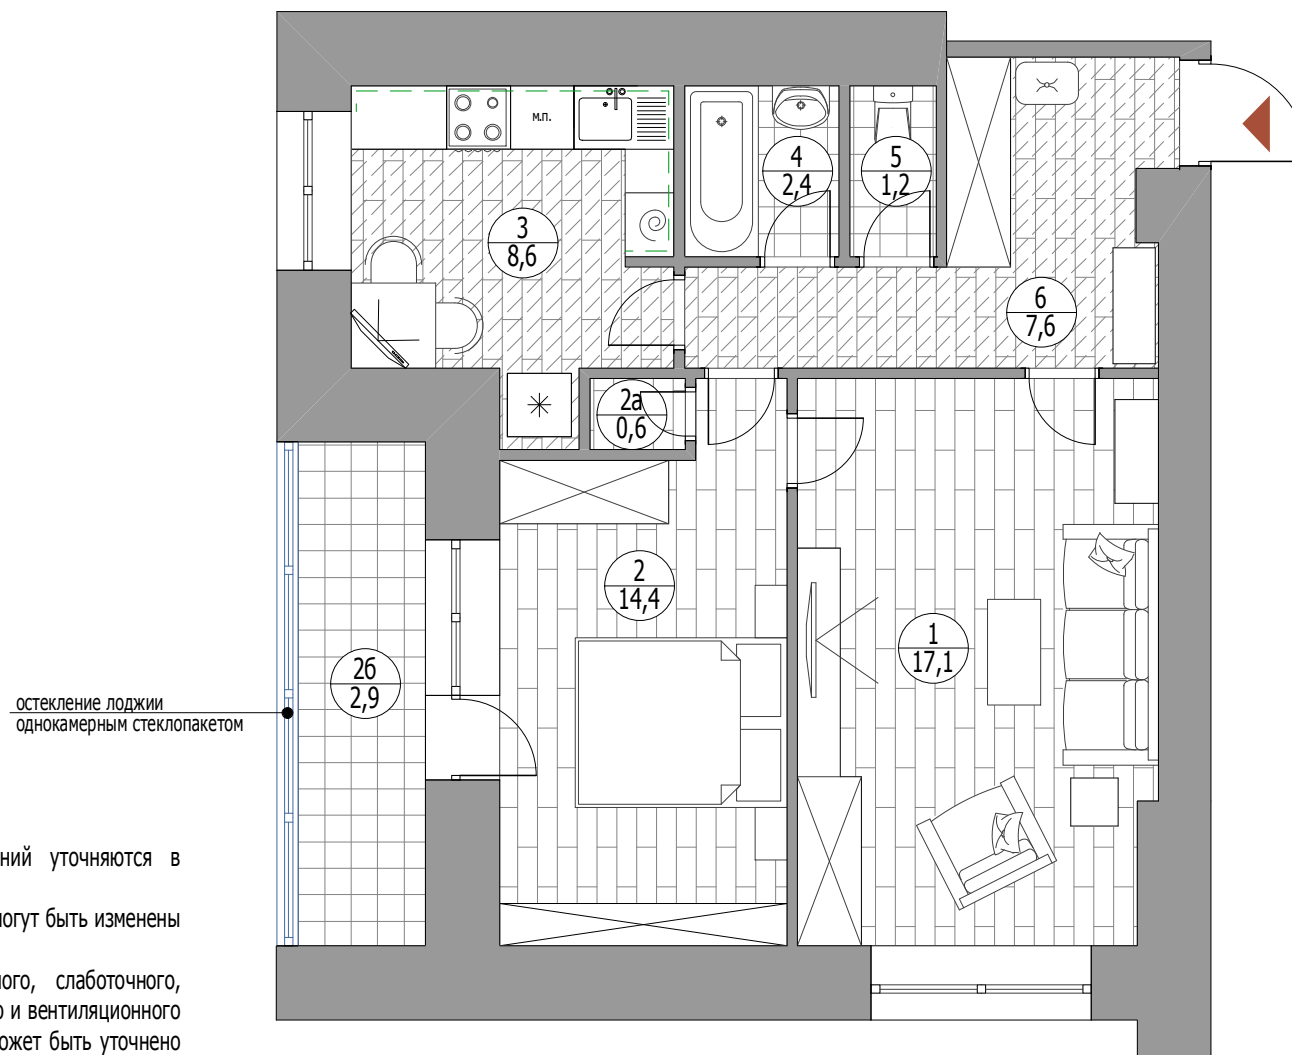 м.п.
3
8,6
4
2,4
5
1,2
6
7,6
2а
0,6
2
14,4
1
17,1
2б
2,9
остекление лоджии
однокамерным стеклопакетом
уточняются в
могут быть изменены
слаботочного,
и вентиляционного
быть уточнено